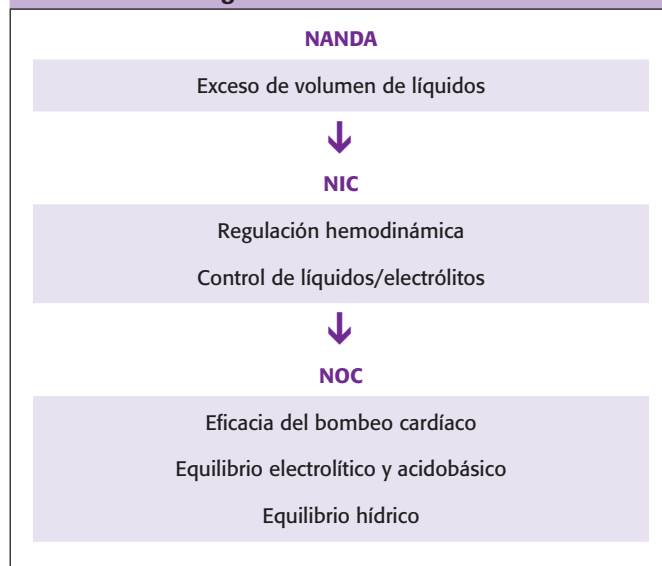 NANDA
Exceso de volumen de líquidos
NIC
Regulación hemodinámica
Control de líquidos/electrólitos
NOC
Eficacia del bombeo cardíaco
Equilibrio electrolítico y acidobásico
Equilibrio hídrico